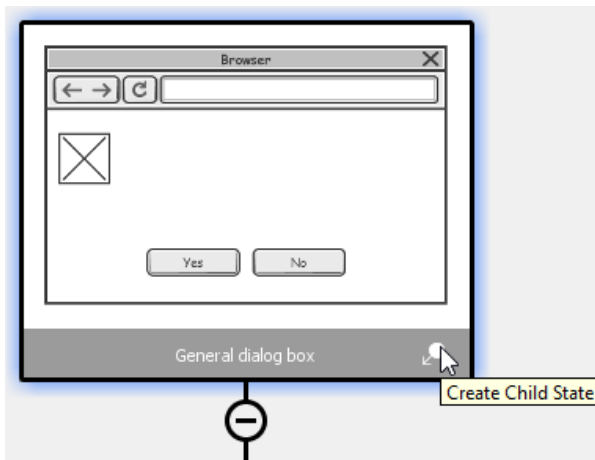 Browser
Yes
No
General dialog box
Create Child State